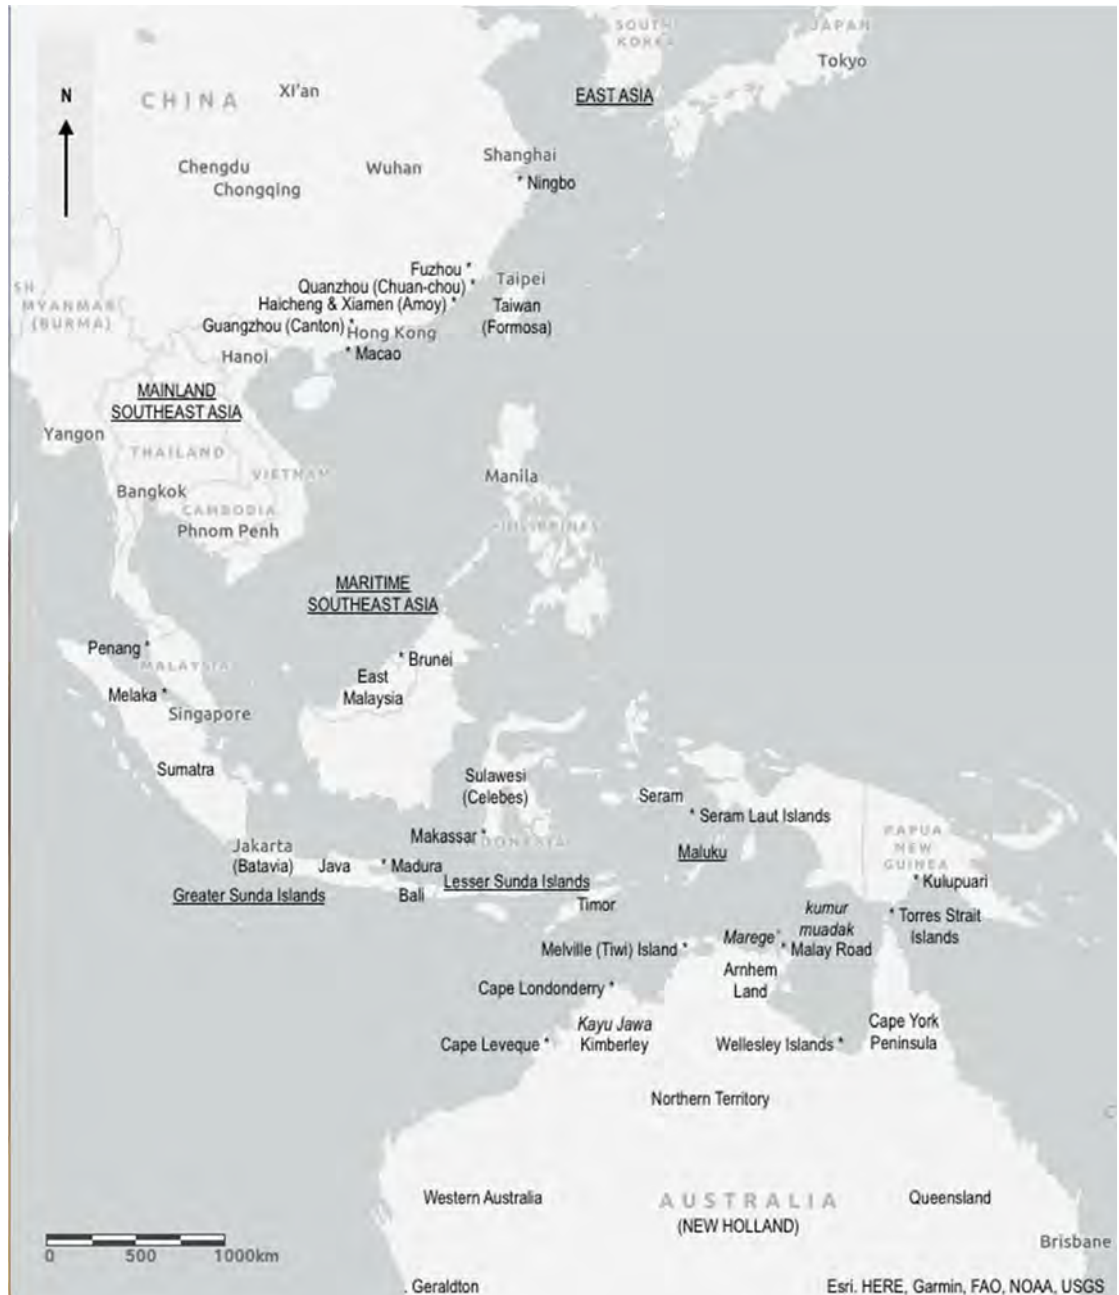 SOUTH
KOREA
JAPAN
Tokyo
N
CHINA
Xi'an
EAST ASIA
Chengdu
Chongqing
Wuhan
Shanghai
* Ningbo
Fuzhou *
Quanzhou (Chuan-chou) *
Haicheng & Xiamen (Amoy) *
Guangzhou (Canton) *
Hong Kong
* Macao
Taipei
Taiwan
(Formosa)
SH
MYANMAR
(BURMA)
Hanoi
MAINLAND
SOUTHEAST ASIA
Yangon
THAILAND
VIETNAM
Bangkok
CAMBODIA
Phnom Penh
Manila
PHILIPPINES
MARITIME
SOUTHEAST ASIA
Penang *
MALAYSIA
Melaka *
Singapore
* Brunei
East
Malaysia
Sumatra
Sulawesi
(Celebes)
Seram
* Seram Laut Islands
Makassar *
INDONESIA
Maluku
PAPUA
NEW
GUINEA
* Kulupuari
Jakarta
(Batavia)
Java
* Madura
Greater Sunda Islands
Bali
Lesser Sunda Islands
Timor
kumur
muadak
* Torres Strait
Islands
Melville (Tiwi) Island *
Marege'
* Malay Road
Arnhem
Land
Cape Londonderry *
Kayu Jawa
Kimberley
Cape Leveque *
Wellesley Islands *
Cape York
Peninsula
Northern Territory
C
Western Australia
AUSTRALIA
(NEW HOLLAND)
Queensland
Brisbane
0 500 1000km
. Geraldton
Esri. HERE, Garmin, FAO, NOAA, USGS